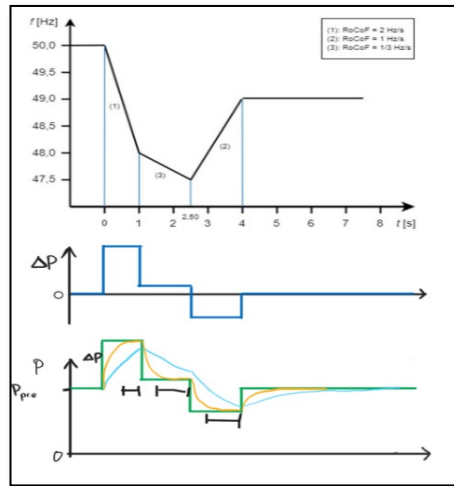 f [Hz]
(1): RoCoF = 2 Hz/s
(2): RoCoF = 1 Hz/s
(3): RoCoF = 1/3 Hz/s
50,0
49,5
49,0
48,0
47,5
(1)
(3)
(2)
0 1 2 2,50 3 4 5 6 7 8 t [s]
ΔP
0
P
ΔP
Ppre
0